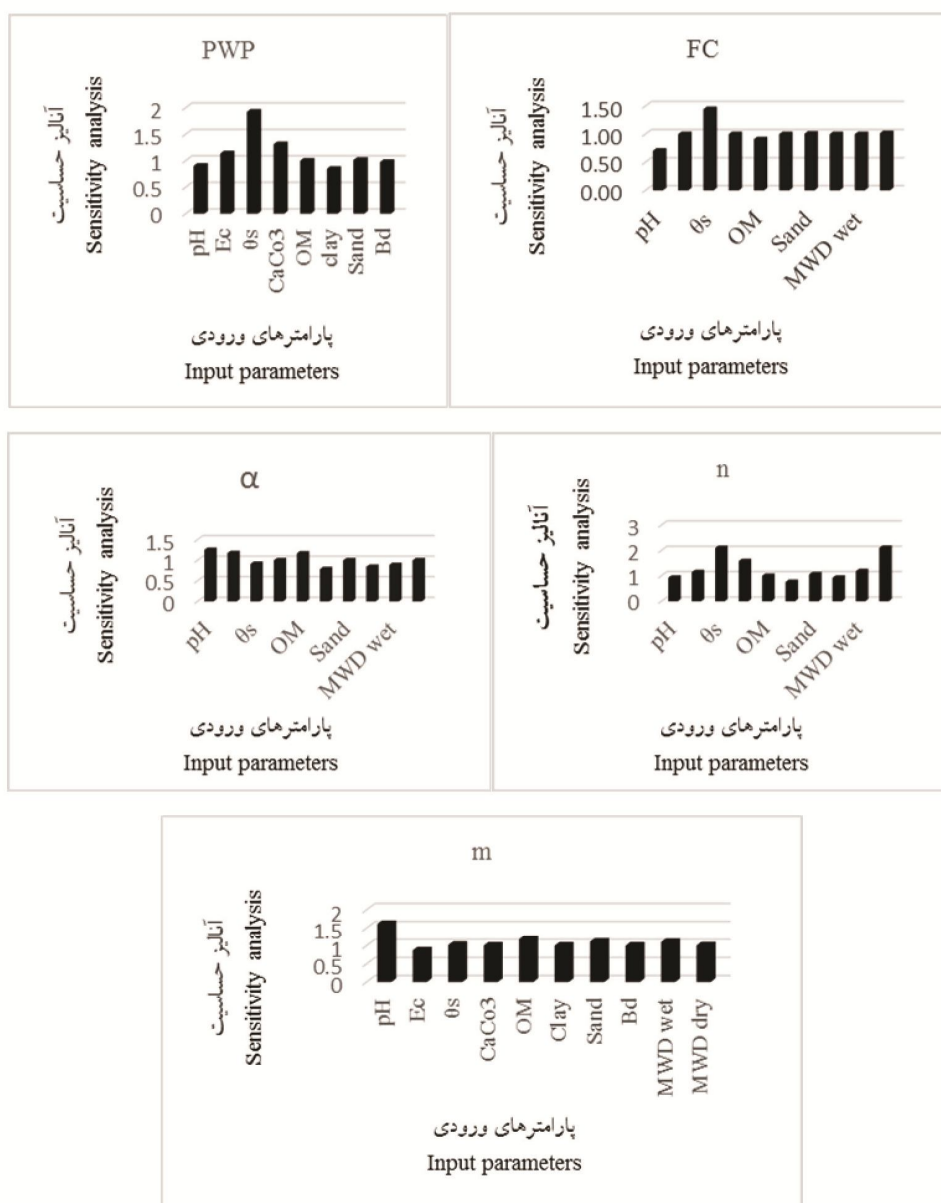 PWP
آنالیز حساسیت
Sensitivity analysis
2
1.5
1
0.5
0
pH
Ec
θs
CaCo3
OM
clay
Sand
Bd
پارامترهای ورودی
Input parameters
FC
آنالیز حساسیت
Sensitivity analysis
1.50
1.00
0.50
0.00
pH
θs
OM
Sand
MWD wet
پارامترهای ورودی
Input parameters
α
آنالیز حساسیت
Sensitivity analysis
1.5
1
0.5
0
pH
θs
OM
Sand
MWD wet
پارامترهای ورودی
Input parameters
n
آنالیز حساسیت
Sensitivity analysis
3
2
1
0
pH
θs
OM
Sand
MWD wet
پارامترهای ورودی
Input parameters
m
آنالیز حساسیت
Sensitivity analysis
2
1.5
1
0.5
0
pH
Ec
θs
CaCo3
OM
Clay
Sand
Bd
MWD wet
MWD dry
پارامترهای ورودی
Input parameters